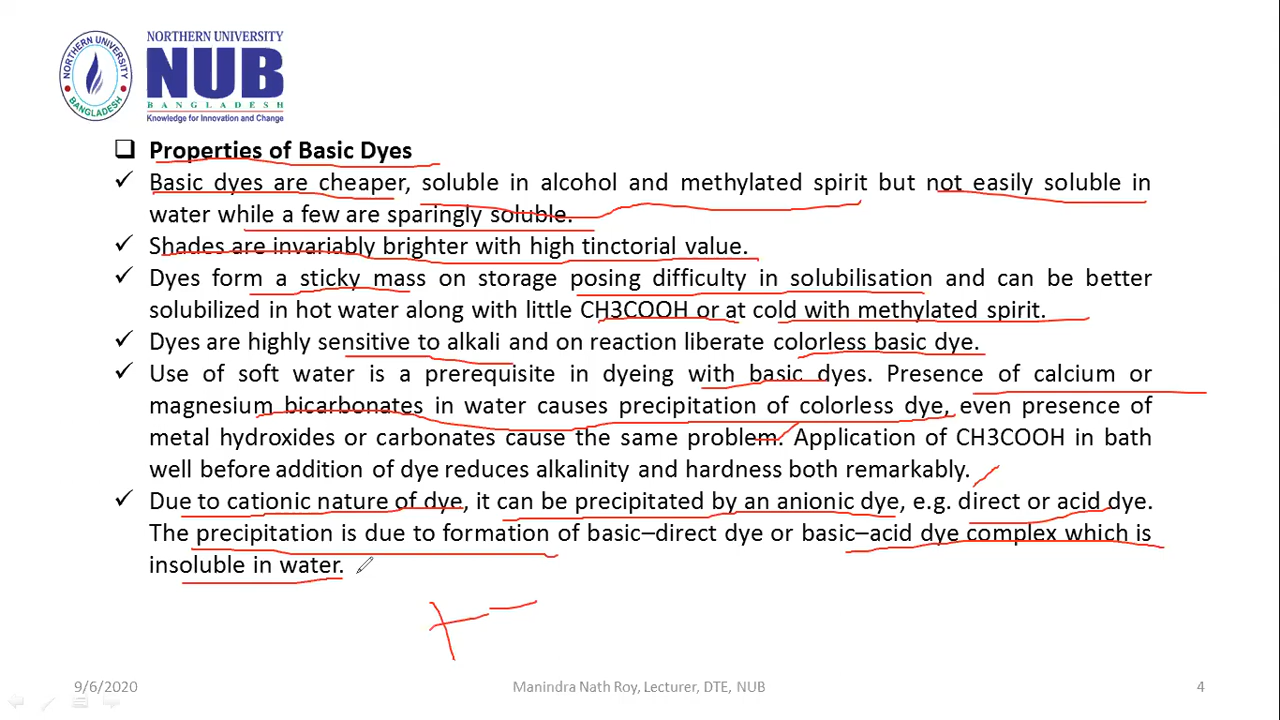 NORTHERN UNIVERSITY
NUB
BANGLADESH
Knowledge for Innovation and Change
NORTHERN UNIVERSITY
BANGLADESH
Properties of Basic Dyes
Basic dyes are cheaper, soluble in alcohol and methylated spirit but not easily soluble in
water while a few are sparingly soluble.
Shades are invariably brighter with high tinctorial value.
Dyes form a sticky mass on storage posing difficulty in solubilisation and can be better
solubilized in hot water along with little CH3COOH or at cold with methylated spirit.
Dyes are highly sensitive to alkali and on reaction liberate colorless basic dye.
Use of soft water is a prerequisite in dyeing with basic dyes. Presence of calcium or
magnesium bicarbonates in water causes precipitation of colorless dye, even presence of
metal hydroxides or carbonates cause the same problem. Application of CH3COOH in bath
well before addition of dye reduces alkalinity and hardness both remarkably.
Due to cationic nature of dye, it can be precipitated by an anionic dye, e.g. direct or acid dye.
The precipitation is due to formation of basic–direct dye or basic–acid dye complex which is
insoluble in water.
+ –
9/6/2020
Manindra Nath Roy, Lecturer, DTE, NUB
4